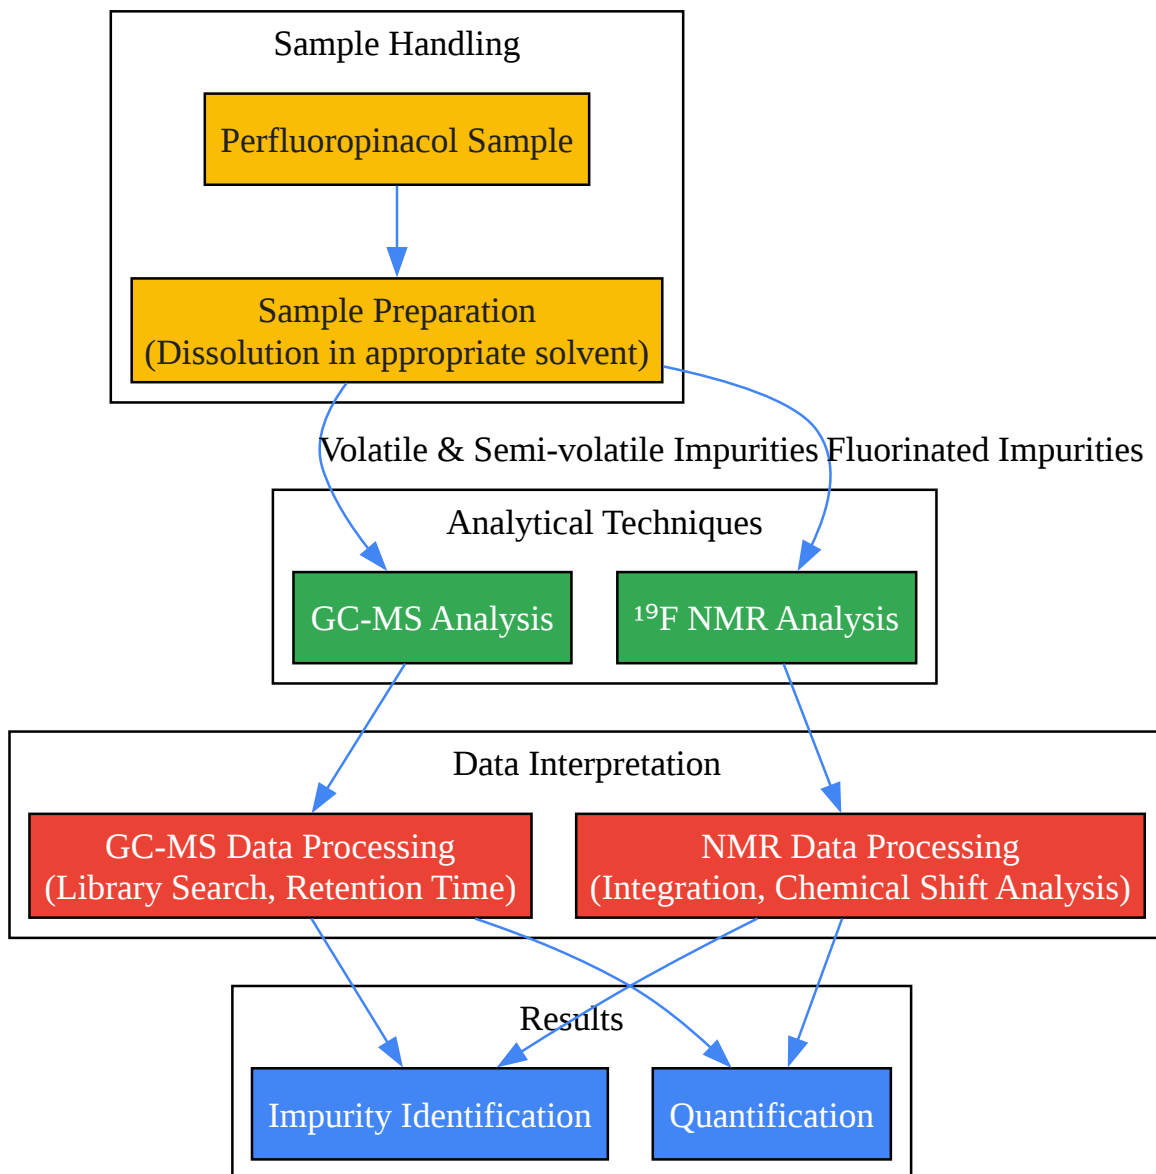 Sample Handling
Perfluoropinacol Sample
Sample Preparation
(Dissolution in appropriate solvent)
Volatile & Semi-volatile Impurities
Fluorinated Impurities
Analytical Techniques
GC-MS Analysis
¹⁹F NMR Analysis
Data Interpretation
GC-MS Data Processing
(Library Search, Retention Time)
NMR Data Processing
(Integration, Chemical Shift Analysis)
Results
Impurity Identification
Quantification